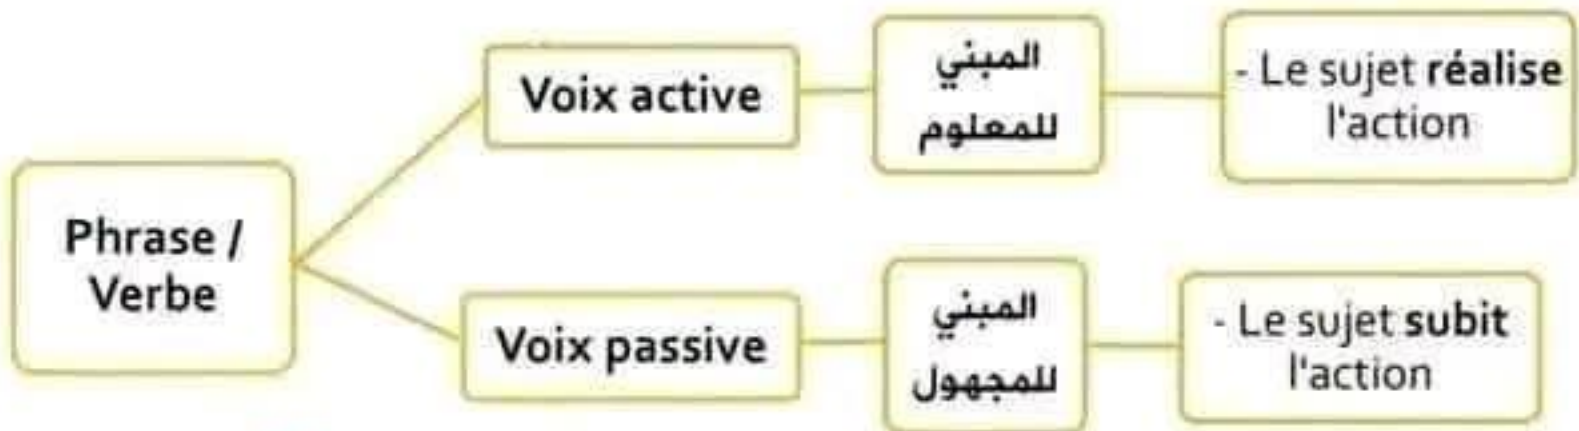 Phrase /
Verbe
Voix active
المبني
للمعلوم
- Le sujet réalise
l'action
Voix passive
المبني
للمجهول
- Le sujet subit
l'action